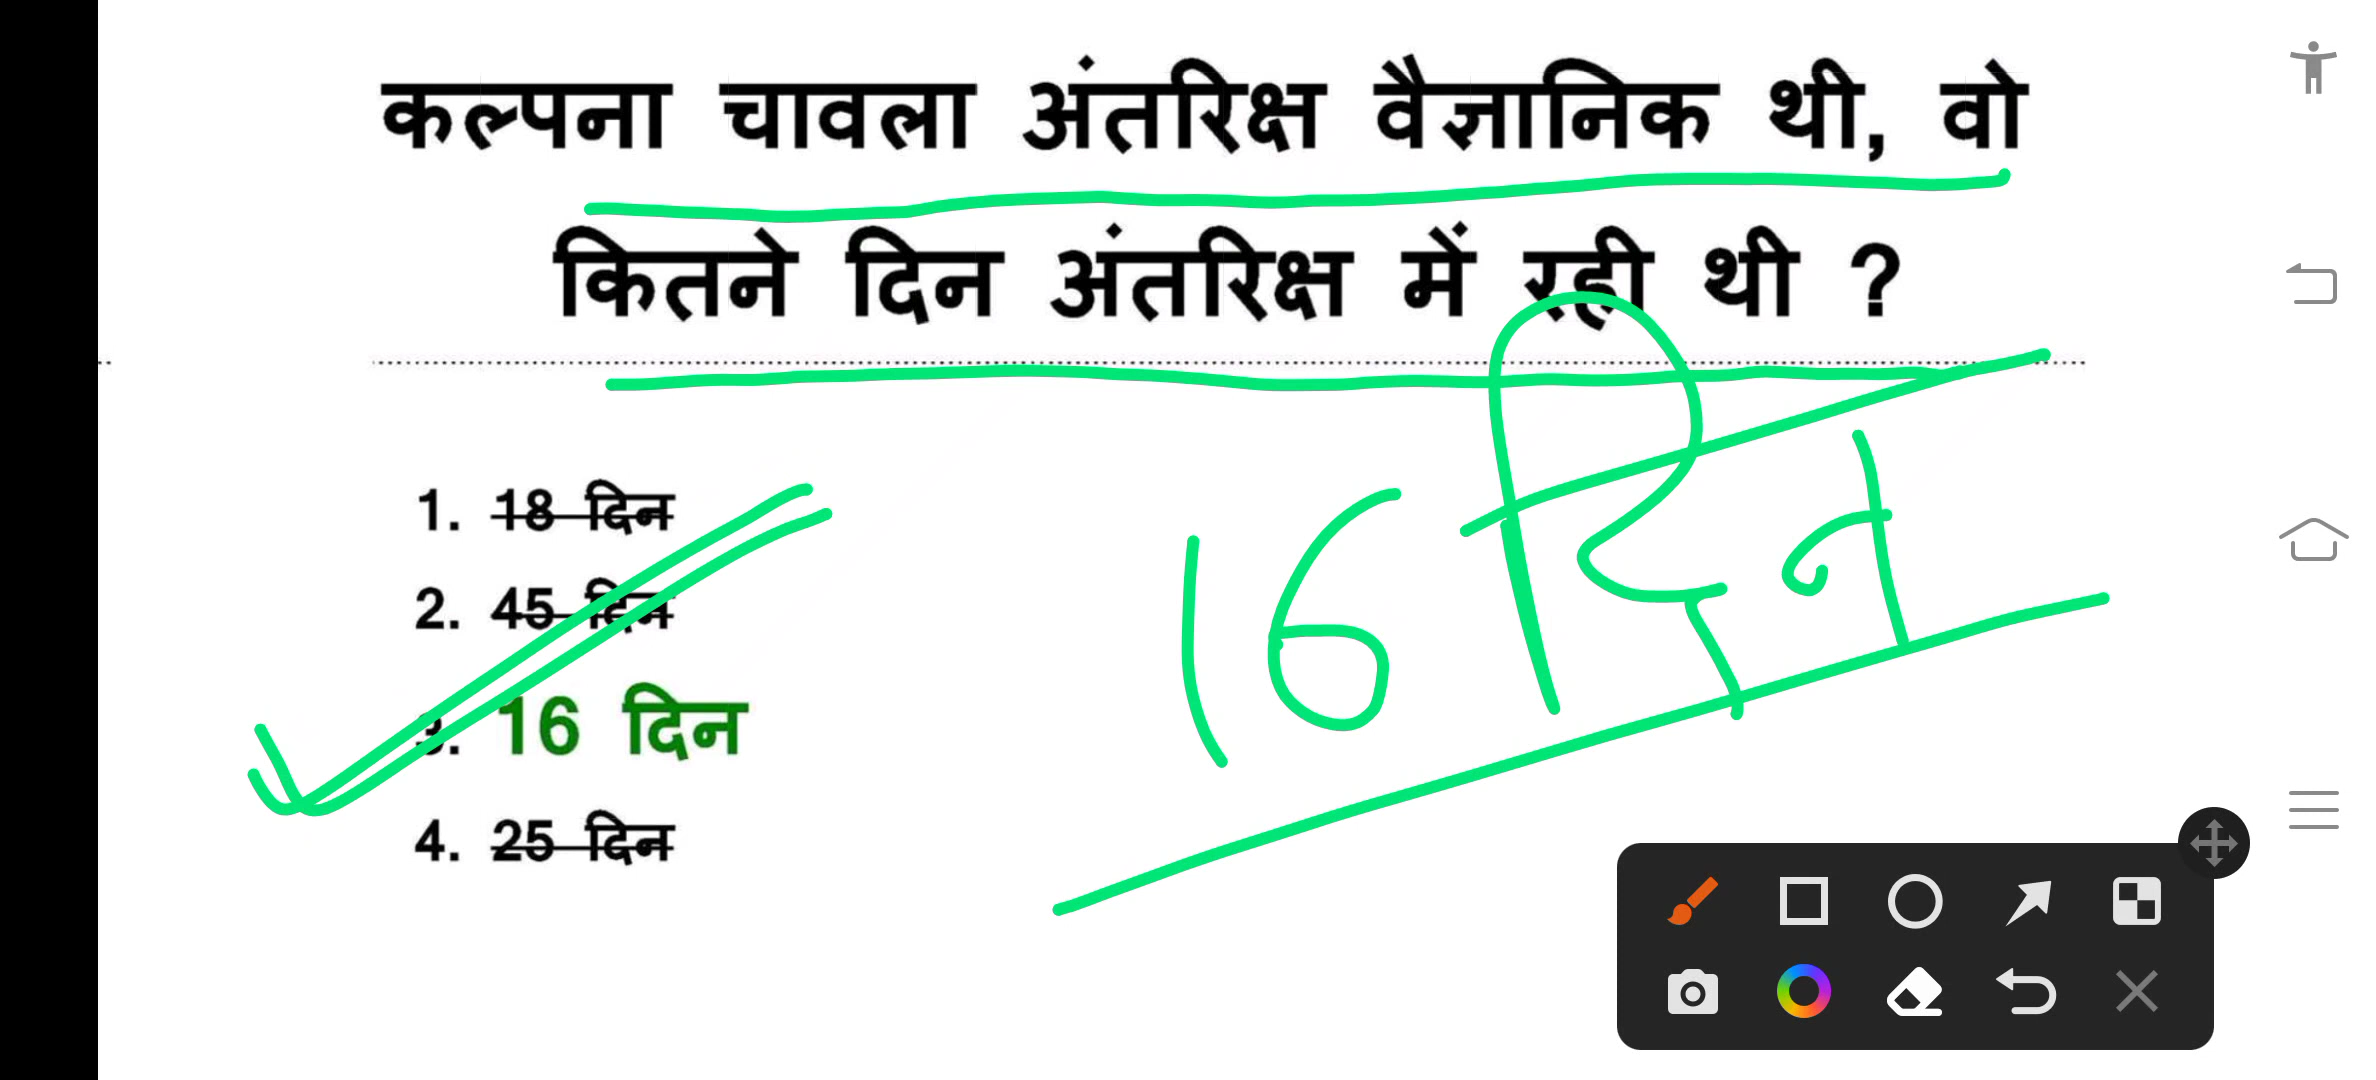 कल्पना चावला अंतरिक्ष वैज्ञानिक थी, वो
कितने दिन अंतरिक्ष में रही थी ?
1. 18 दिन
2. 45 दिन
3. 16 दिन
4. 25 दिन
16 दिन